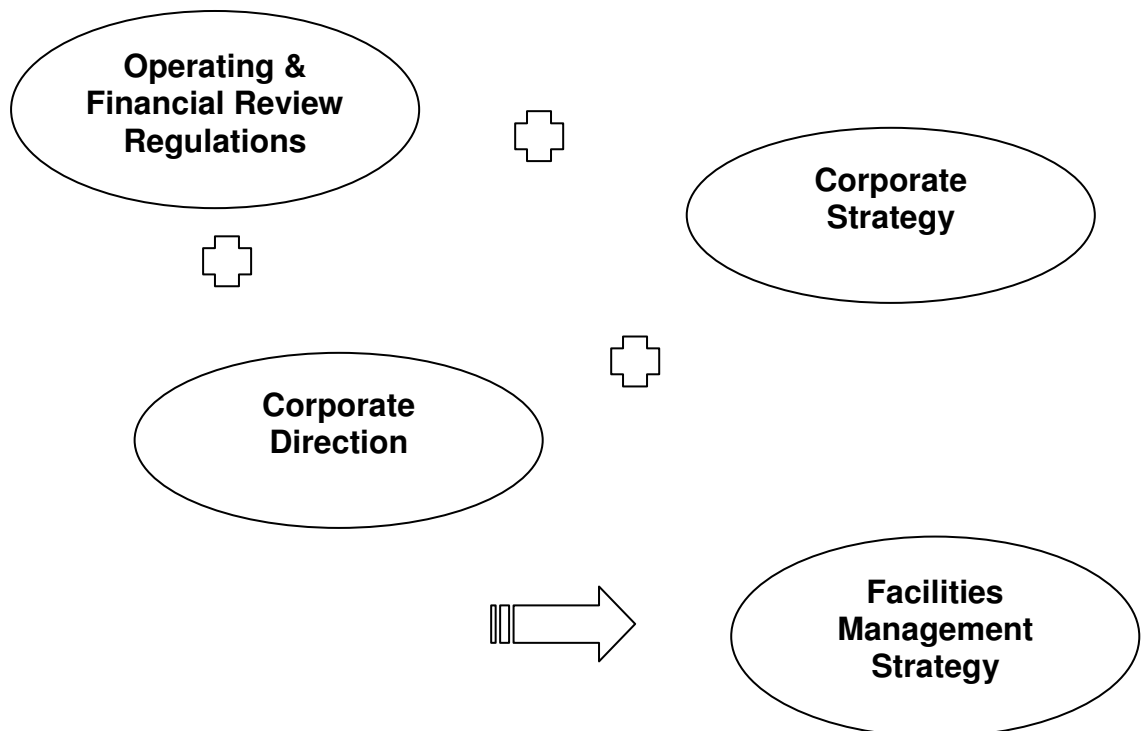 Operating &
Financial Review
Regulations
Corporate
Strategy
Corporate
Direction
Facilities
Management
Strategy